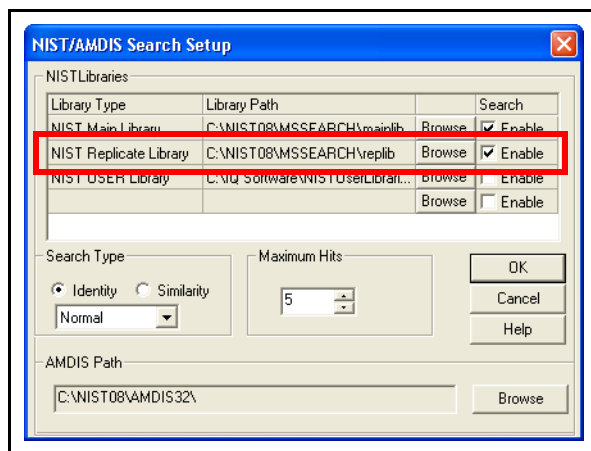 NIST/AMDIS Search Setup
NISTLibraries
Library Type Library Path Search
NIST Main Library C:\NIST08\MSSEARCH\mainlib Browse Enable
NIST Replicate Library C:\NIST08\MSSEARCH\replib Browse Enable
NIST USER Library C:\IQ Software\NISTUserLibrari... Browse Enable
Browse Enable
Search Type Maximum Hits
OK
Identity Similarity
5
Cancel
Normal
Help
AMDIS Path
C:\NIST08\AMDIS32\ Browse